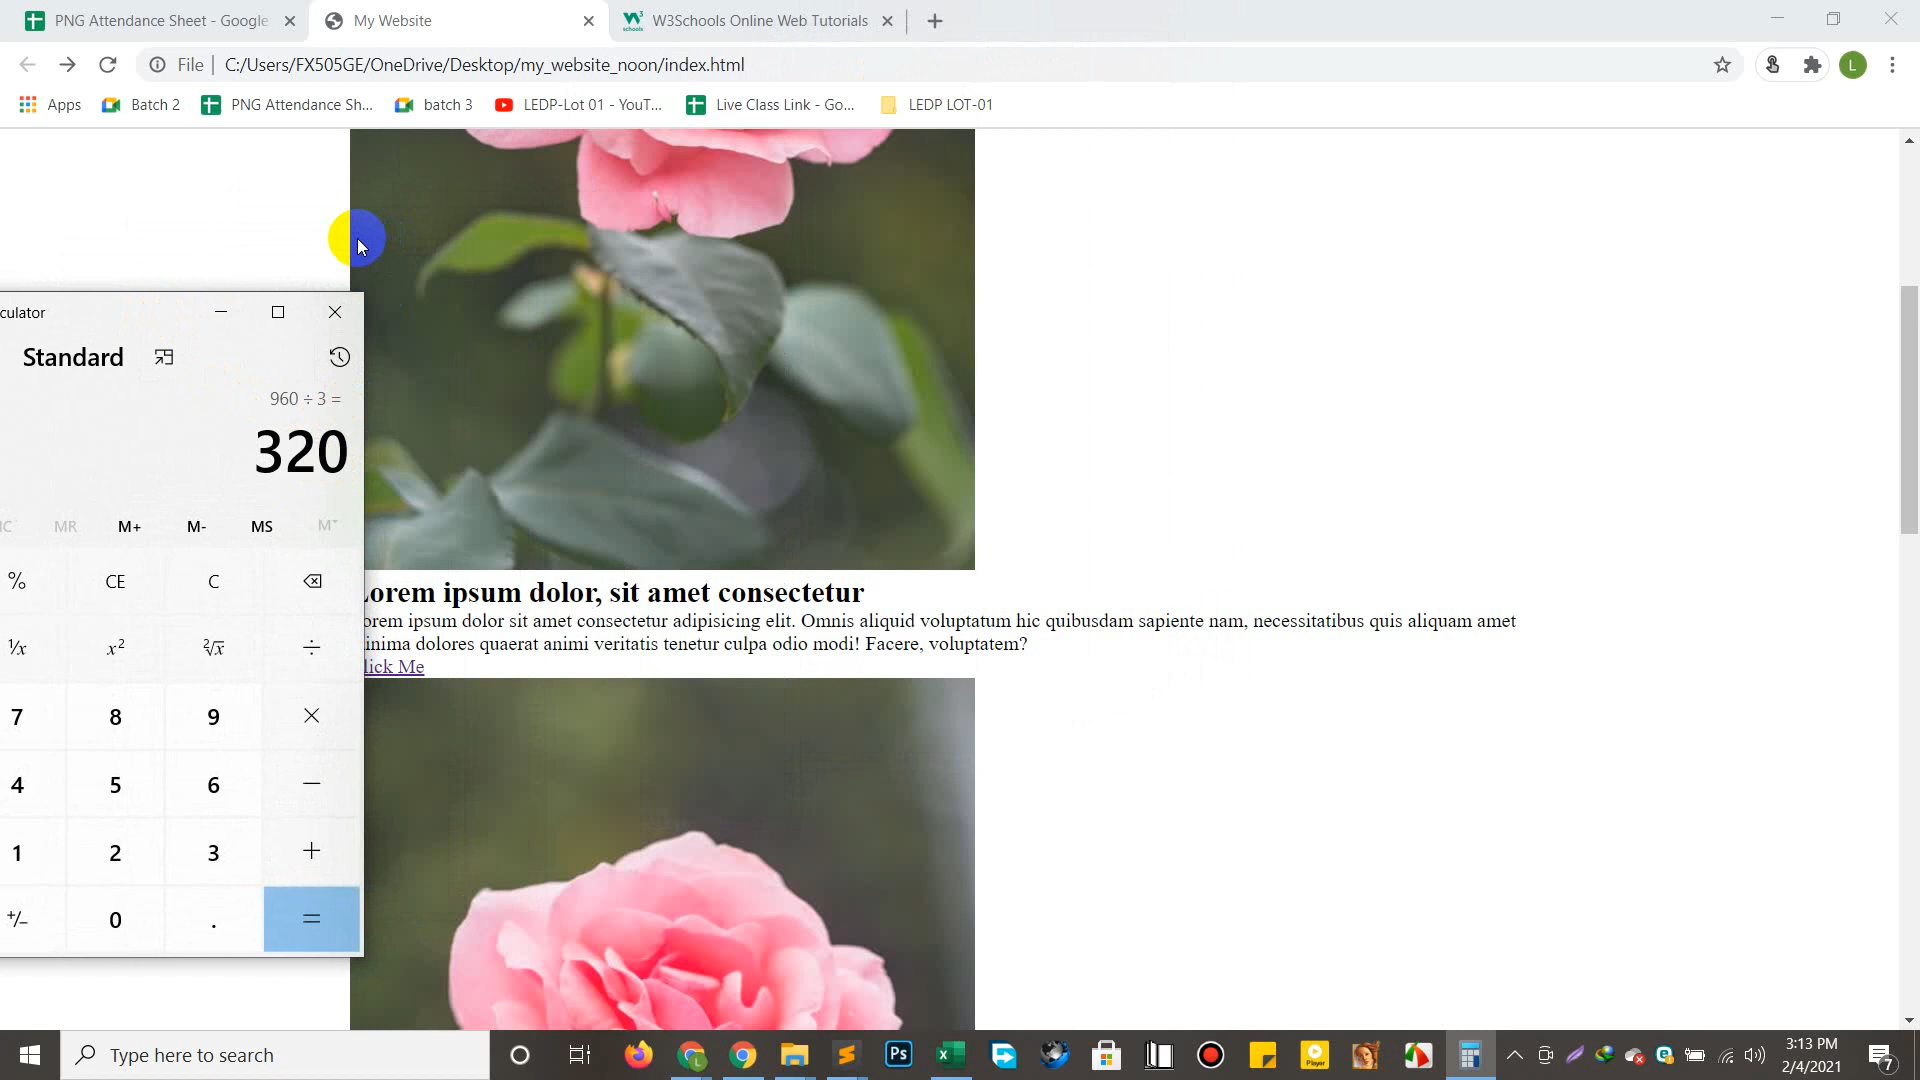 PNG Attendance Sheet - Google
My Website
W3Schools Online Web Tutorials
File
C:/Users/FX505GE/OneDrive/Desktop/my_website_noon/index.html
L
Apps
Batch 2
PNG Attendance Sh...
batch 3
LEDP-Lot 01 - YouT...
Live Class Link - Go...
LEDP LOT-01
culator
Standard
960 ÷ 3 =
320
MR
M+
M-
MS
M˅
%
CE
C
¹/x
x²
²√x
÷
7
8
9
×
4
5
6
−
1
2
3
+
+/−
0
.
=
orem ipsum dolor, sit amet consectetur
orem ipsum dolor sit amet consectetur adipisicing elit. Omnis aliquid voluptatum hic quibusdam sapiente nam, necessitatibus quis aliquam amet
inima dolores quaerat animi veritatis tenetur culpa odio modi! Facere, voluptatem?
lick Me
Type here to search
Ps
3:13 PM
2/4/2021
7